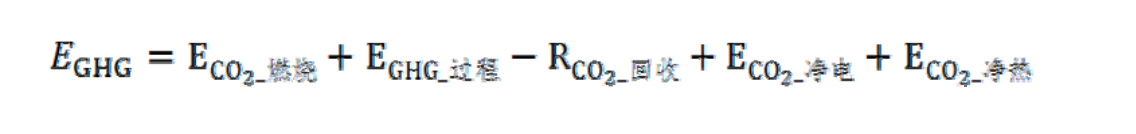 E_GHG = E_CO₂_燃烧 + E_GHG_过程 − R_CO₂_回收 + E_CO₂_净电 + E_CO₂_净热